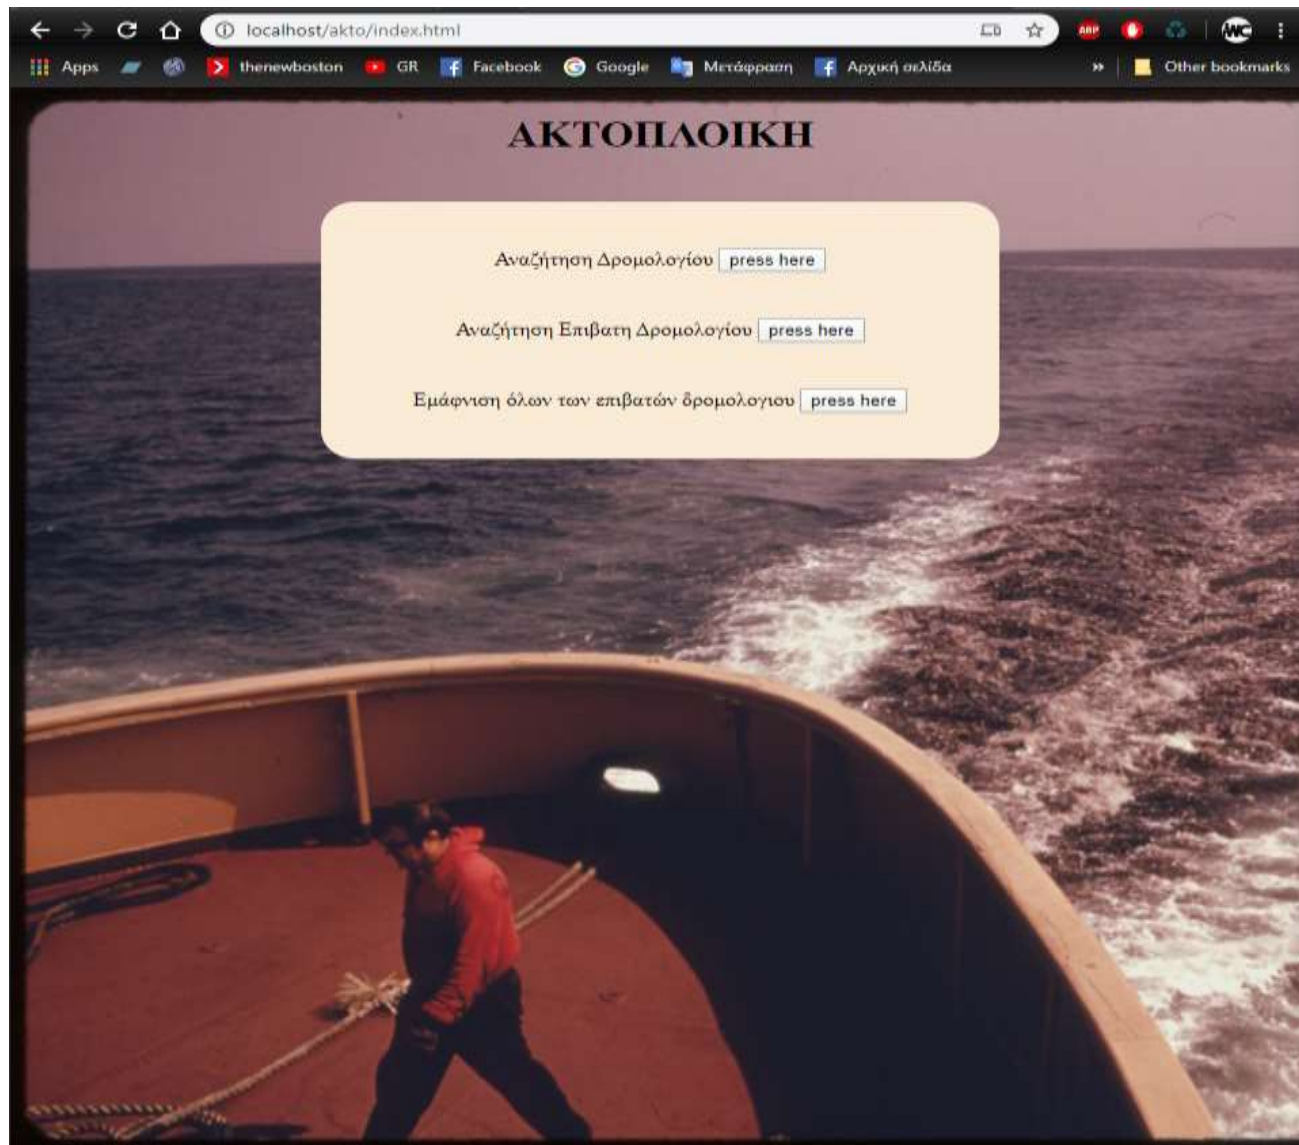 localhost/akto/index.html
ABP
Apps
thenewboston
GR
Facebook
Google
Μετάφραση
Αρχική σελίδα
»
Other bookmarks
ΑΚΤΟΠΛΟΙΚΗ
Αναζήτηση Δρομολογίου press here
Αναζήτηση Επιβατη Δρομολογίου press here
Εμάφνιση όλων των επιβατών δρομολογιου press here